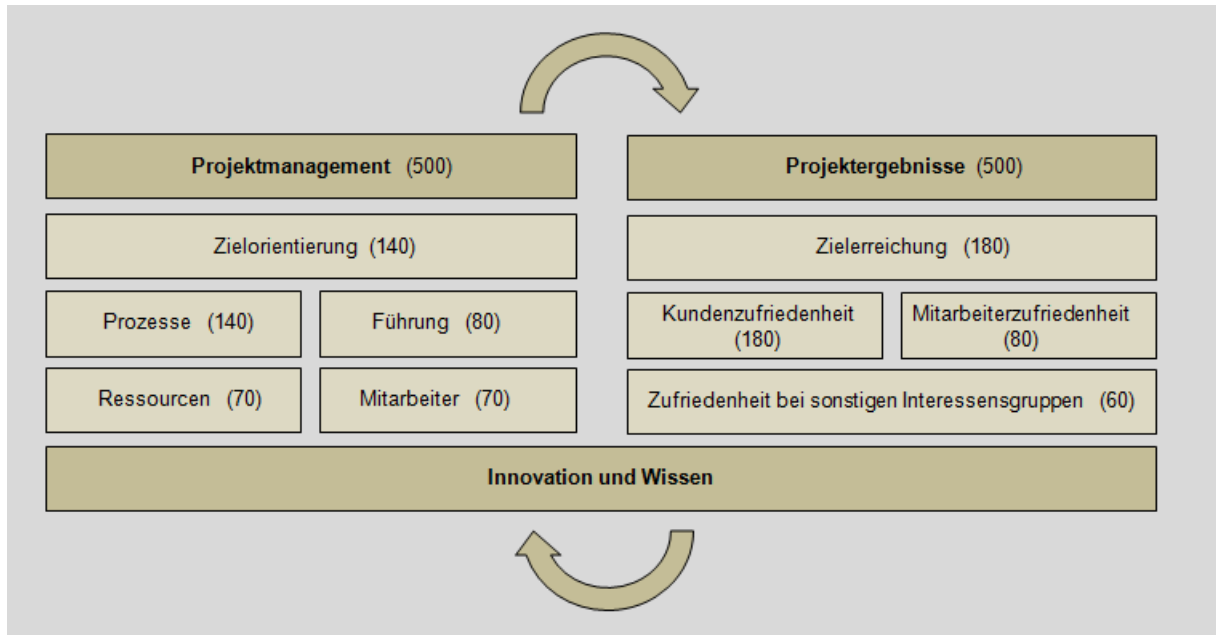 Projektmanagement (500)
Zielorientierung (140)
Prozesse (140)
Führung (80)
Ressourcen (70)
Mitarbeiter (70)
Projektergebnisse (500)
Zielerreichung (180)
Kundenzufriedenheit
(180)
Mitarbeiterzufriedenheit
(80)
Zufriedenheit bei sonstigen Interessensgruppen (60)
Innovation und Wissen